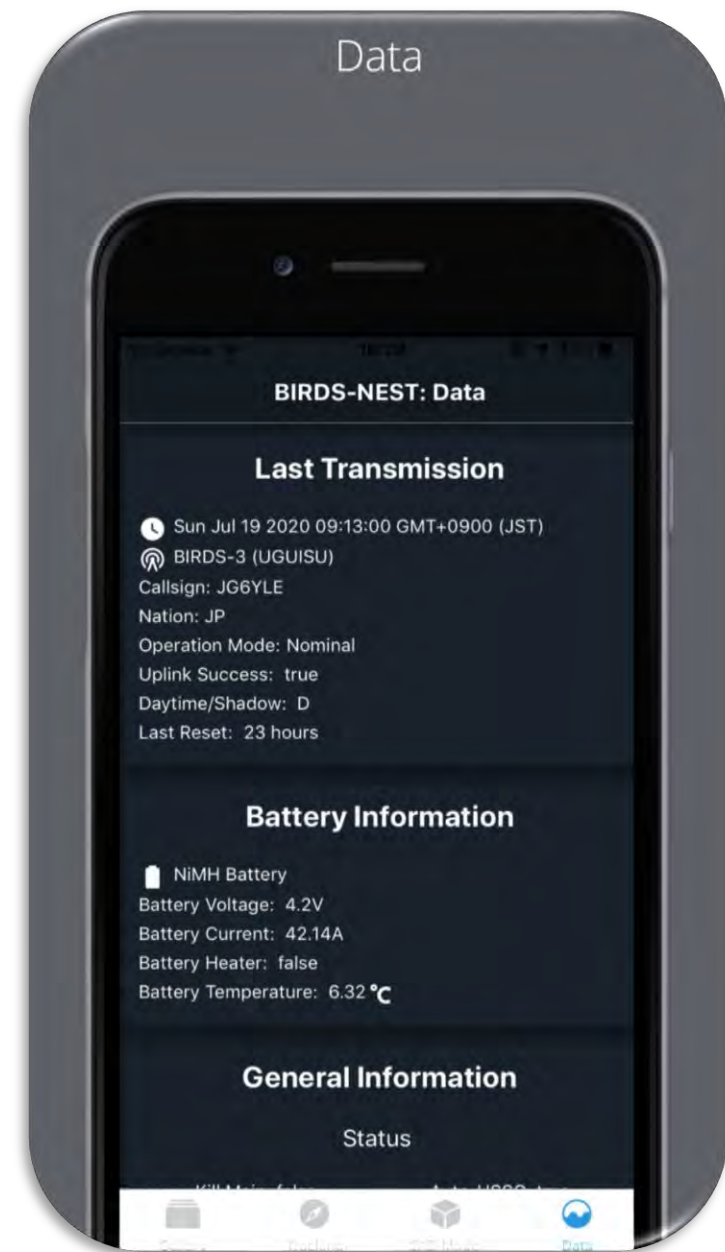 Data
BIRDS-NEST: Data
Last Transmission
Sun Jul 19 2020 09:13:00 GMT+0900 (JST)
BIRDS-3 (UGUISU)
Callsign: JG6YLE
Nation: JP
Operation Mode: Nominal
Uplink Success: true
Daytime/Shadow: D
Last Reset: 23 hours
Battery Information
NiMH Battery
Battery Voltage: 4.2V
Battery Current: 42.14A
Battery Heater: false
Battery Temperature: 6.32 °C
General Information
Status
Data